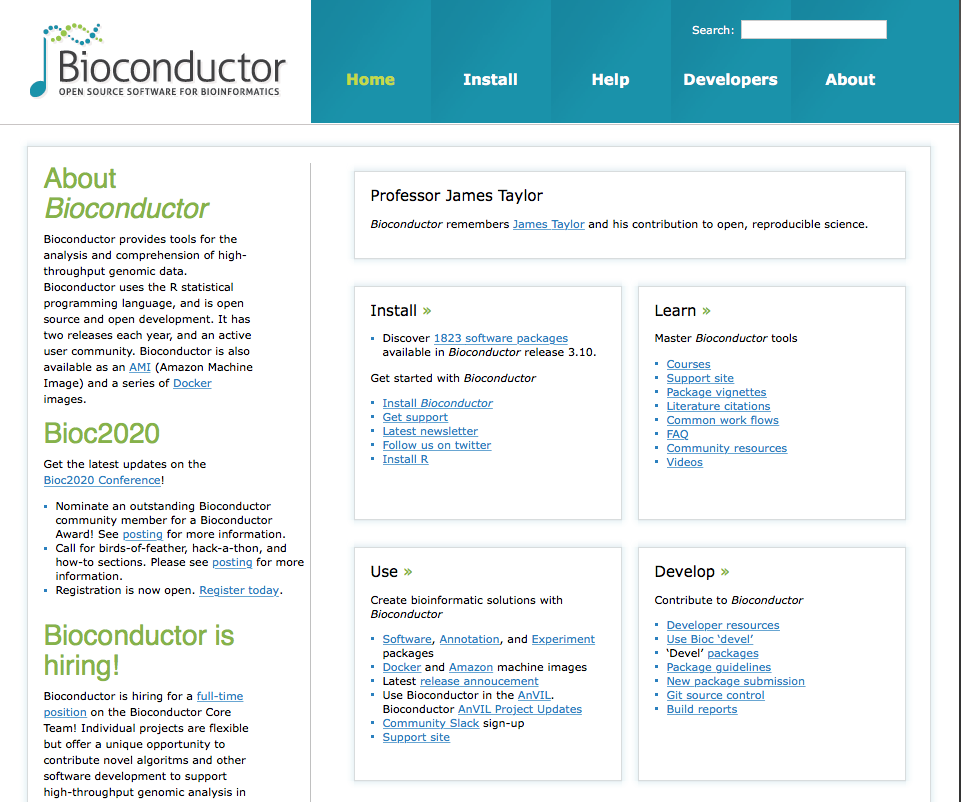 Bioconductor
OPEN SOURCE SOFTWARE FOR BIOINFORMATICS
Search:
Home
Install
Help
Developers
About
About
Bioconductor
Bioconductor provides tools for the
analysis and comprehension of high-
throughput genomic data.
Bioconductor uses the R statistical
programming language, and is open
source and open development. It has
two releases each year, and an active
user community. Bioconductor is also
available as an AMI (Amazon Machine
Image) and a series of Docker
images.
Bioc2020
Get the latest updates on the
Bioc2020 Conference!
Nominate an outstanding Bioconductor
community member for a Bioconductor
Award! See posting for more information.
Call for birds-of-feather, hack-a-thon, and
how-to sections. Please see posting for more
information.
Registration is now open. Register today.
Bioconductor is
hiring!
Bioconductor is hiring for a full-time
position on the Bioconductor Core
Team! Individual projects are flexible
but offer a unique opportunity to
contribute novel algoritms and other
software development to support
high-throughput genomic analysis in
Professor James Taylor
Bioconductor remembers James Taylor and his contribution to open, reproducible science.
Install »
Discover 1823 software packages
available in Bioconductor release 3.10.
Get started with Bioconductor
Install Bioconductor
Get support
Latest newsletter
Follow us on twitter
Install R
Learn »
Master Bioconductor tools
Courses
Support site
Package vignettes
Literature citations
Common work flows
FAQ
Community resources
Videos
Use »
Create bioinformatic solutions with
Bioconductor
Software, Annotation, and Experiment
packages
Docker and Amazon machine images
Latest release annoucement
Use Bioconductor in the AnVIL.
Bioconductor AnVIL Project Updates
Community Slack sign-up
Support site
Develop »
Contribute to Bioconductor
Developer resources
Use Bioc ‘devel’
‘Devel’ packages
Package guidelines
New package submission
Git source control
Build reports